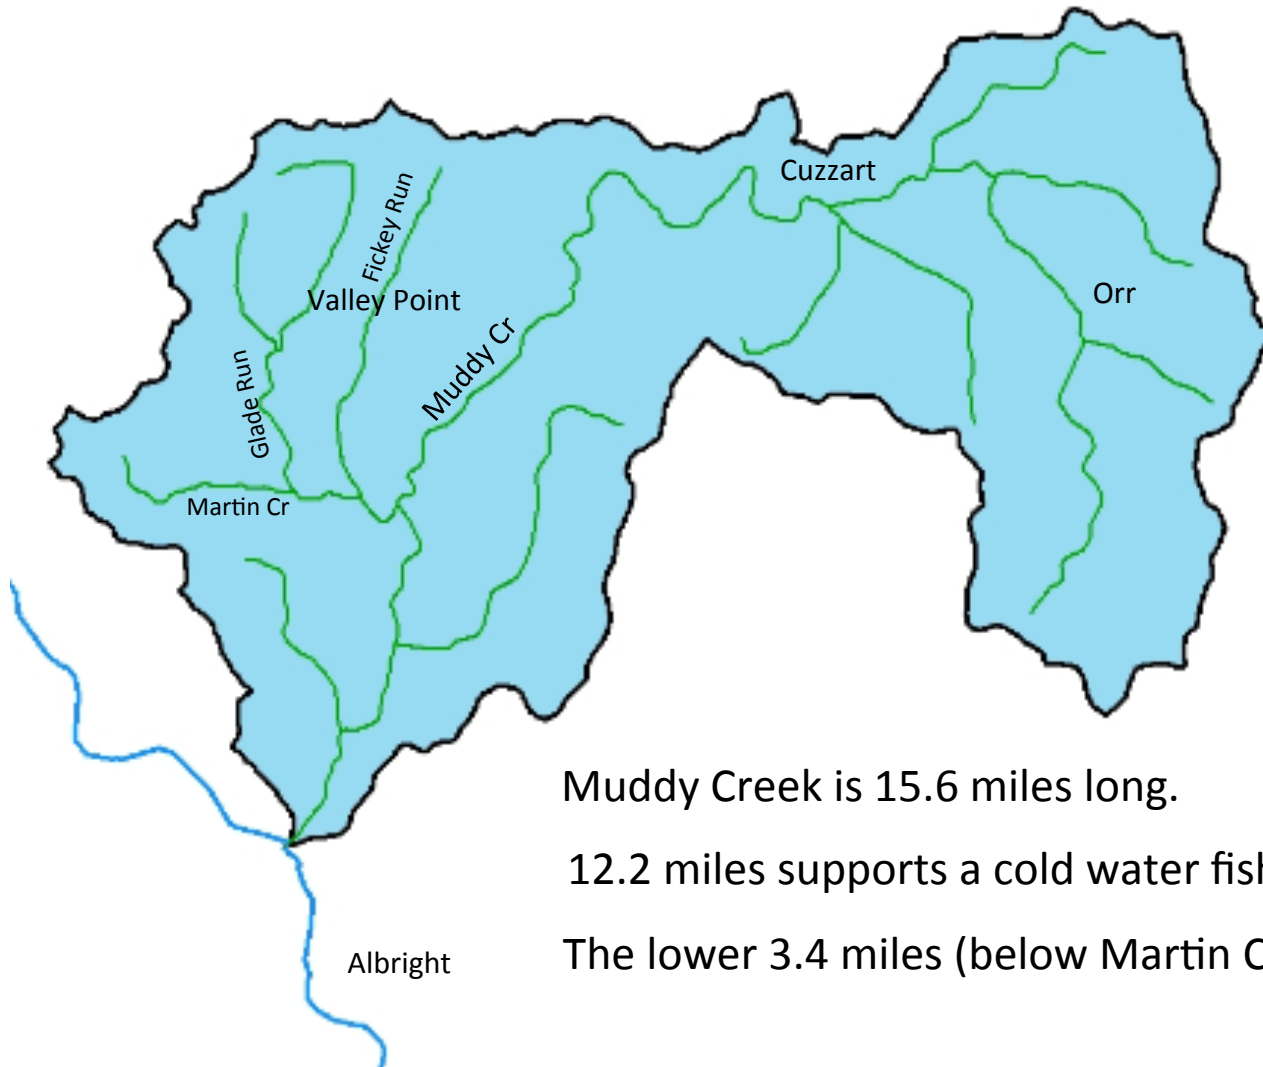 Cuzzart
Fickey Run
Valley Point
Orr
Muddy Cr
Glade Run
Martin Cr
Muddy Creek is 15.6 miles long.
12.2 miles supports a cold water fish
The lower 3.4 miles (below Martin C
Albright